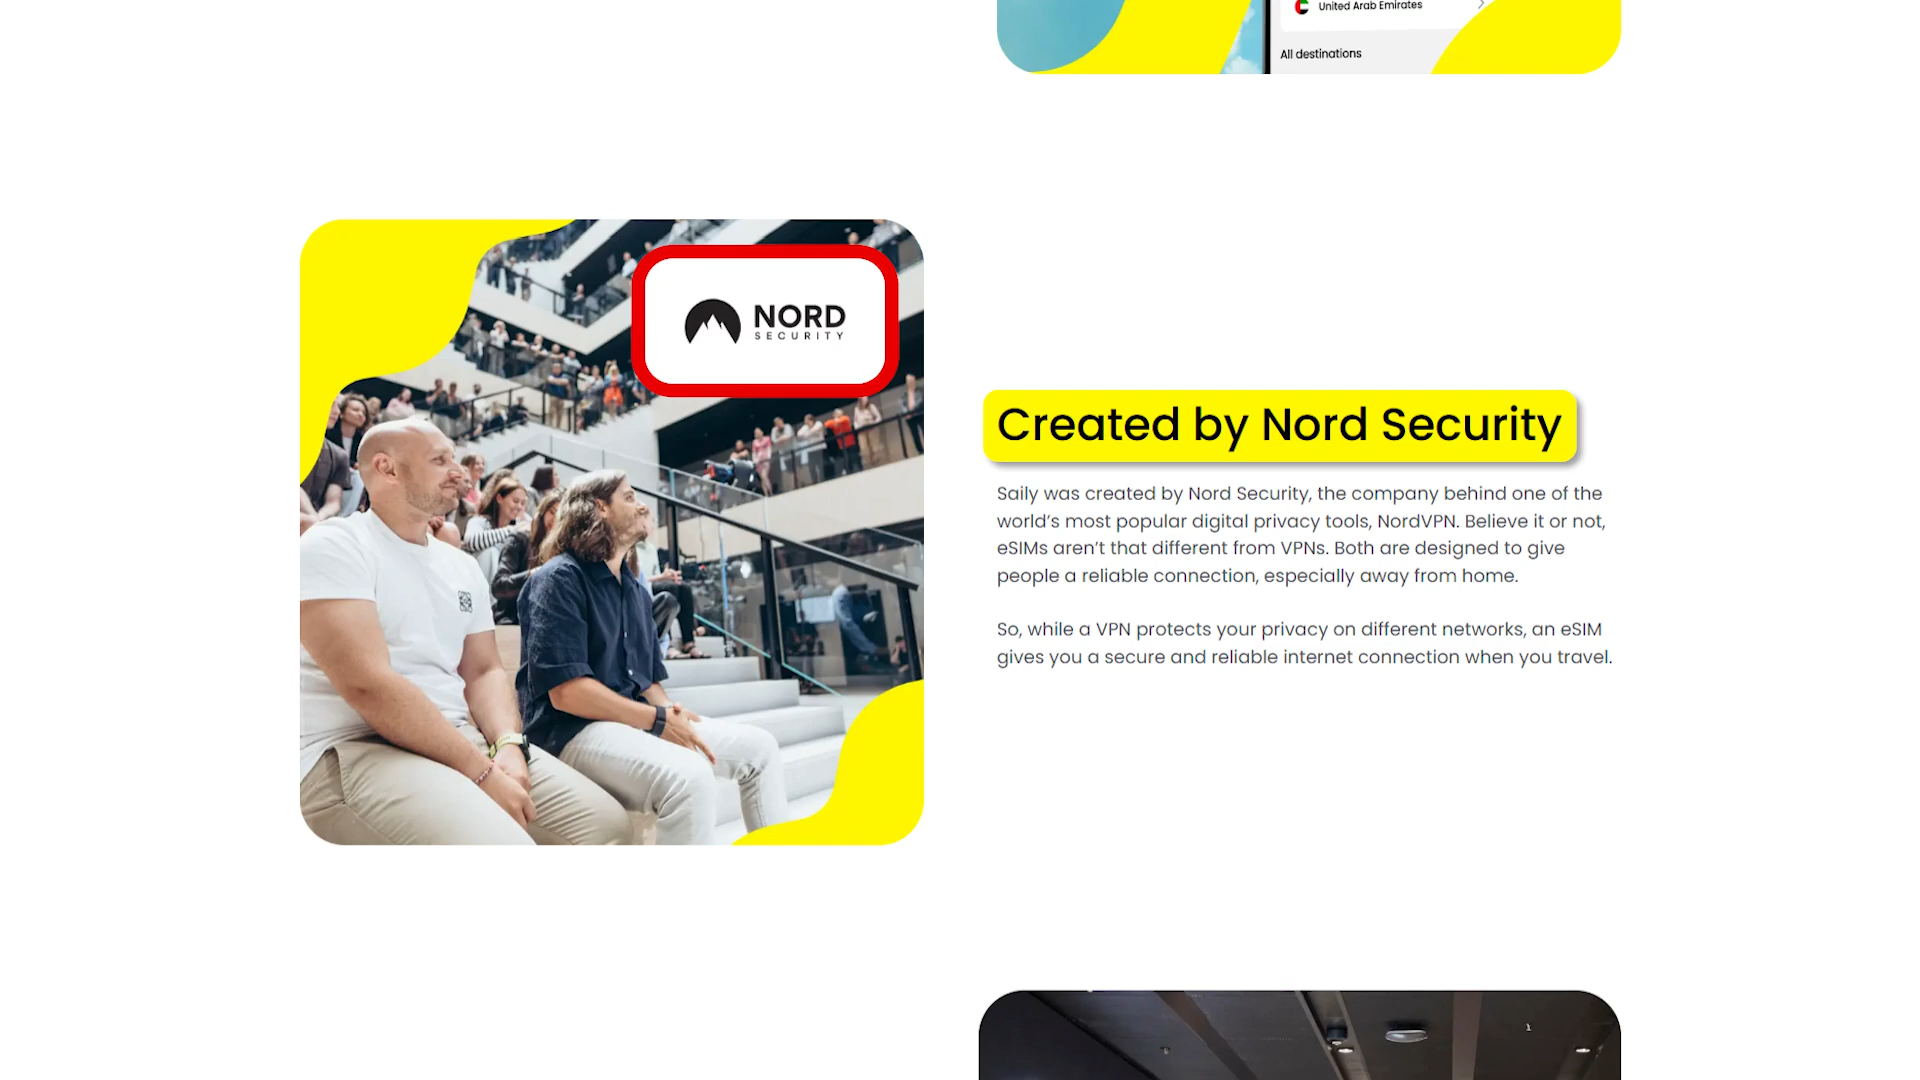 United Arab Emirates
All destinations
NORD
SECURITY
Created by Nord Security
Saily was created by Nord Security, the company behind one of the
world's most popular digital privacy tools, NordVPN. Believe it or not,
eSIMs aren't that different from VPNs. Both are designed to give
people a reliable connection, especially away from home.
So, while a VPN protects your privacy on different networks, an eSIM
gives you a secure and reliable internet connection when you travel.